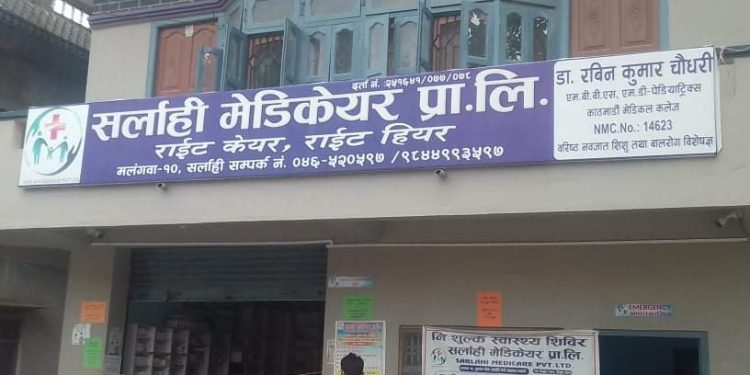 दर्ता नं. :२५१६४१/०७७/०७८
सर्लाही मेडिकेयर प्रा.लि.
राईट केयर, राईट हियर
मलंगवा-१०, सर्लाही सम्पर्क नं. ०४६-५२०५९७ /९८४४९९३५९७
डा. रबिन कुमार चौधरी
एम.बी.बी.एस, एम.डी-पेडियाट्रिक्स
काठमाडौं मेडिकल कलेज
NMC.No.: 14623
वरिष्ठ नवजात शिशु तथा बालरोग विशेषज्ञ
EMERGENCY
नि शुल्क स्वास्थ्य शिविर
सर्लाही मेडिकेयर प्रा.लि.
SARLAHI MEDICARE PVT.LTD